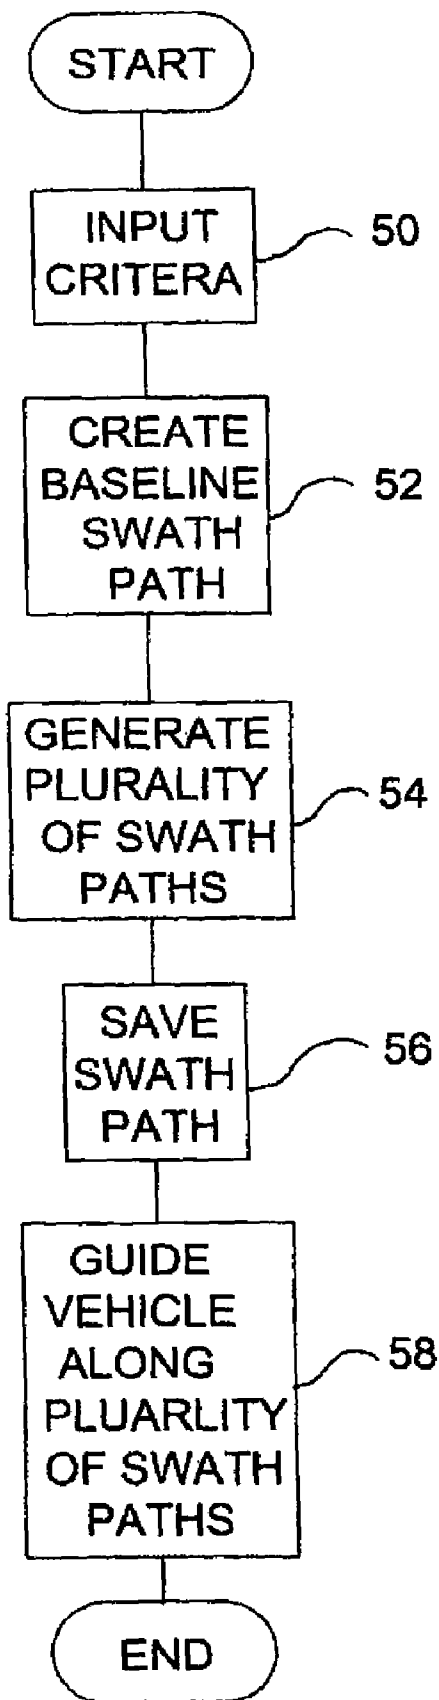 START
INPUT
CRITERA
50
CREATE
BASELINE
SWATH
PATH
52
GENERATE
PLURALITY
OF SWATH
PATHS
54
SAVE
SWATH
PATH
56
GUIDE
VEHICLE
ALONG
PLUARLITY
OF SWATH
PATHS
58
END